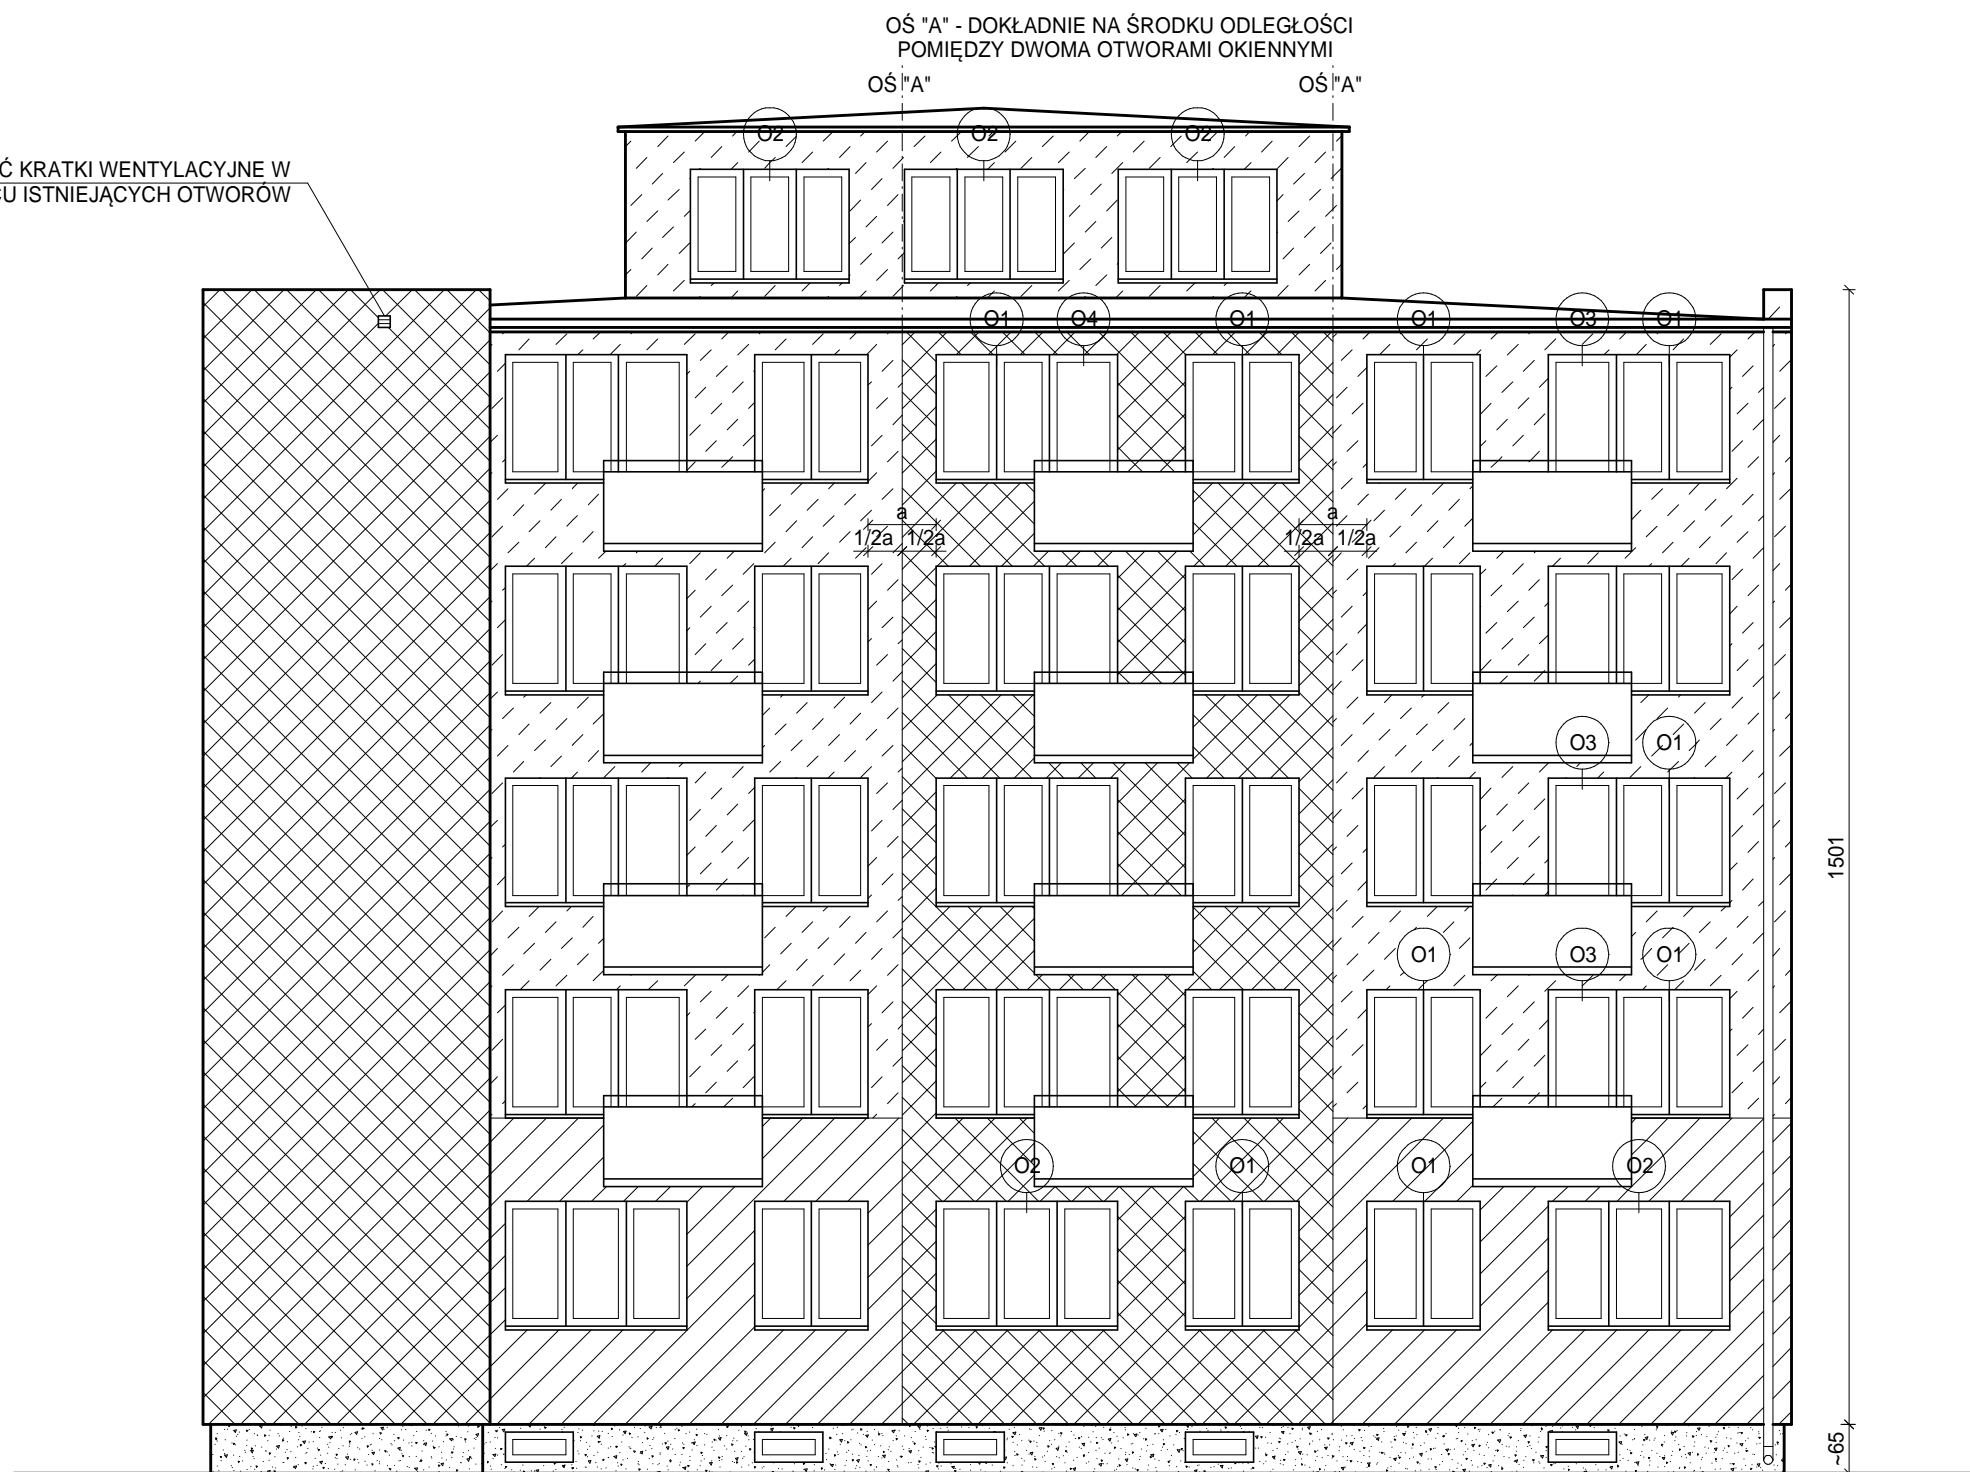 OŚ "A" - DOKŁADNIE NA ŚRODKU ODLEGŁOŚCI
POMIĘDZY DWOMA OTWORAMI OKIENNYMI
OŚ "A"
OŚ "A"
O2
O2
O2
KRATKI WENTYLACYJNE W
ISTNIEJĄCYCH OTWORÓW
O1
O4
O1
O1
O3
O1
a
1/2a
1/2a
a
1/2a
1/2a
O3
O1
1501
O1
O3
O1
O2
O1
O1
O2
~65